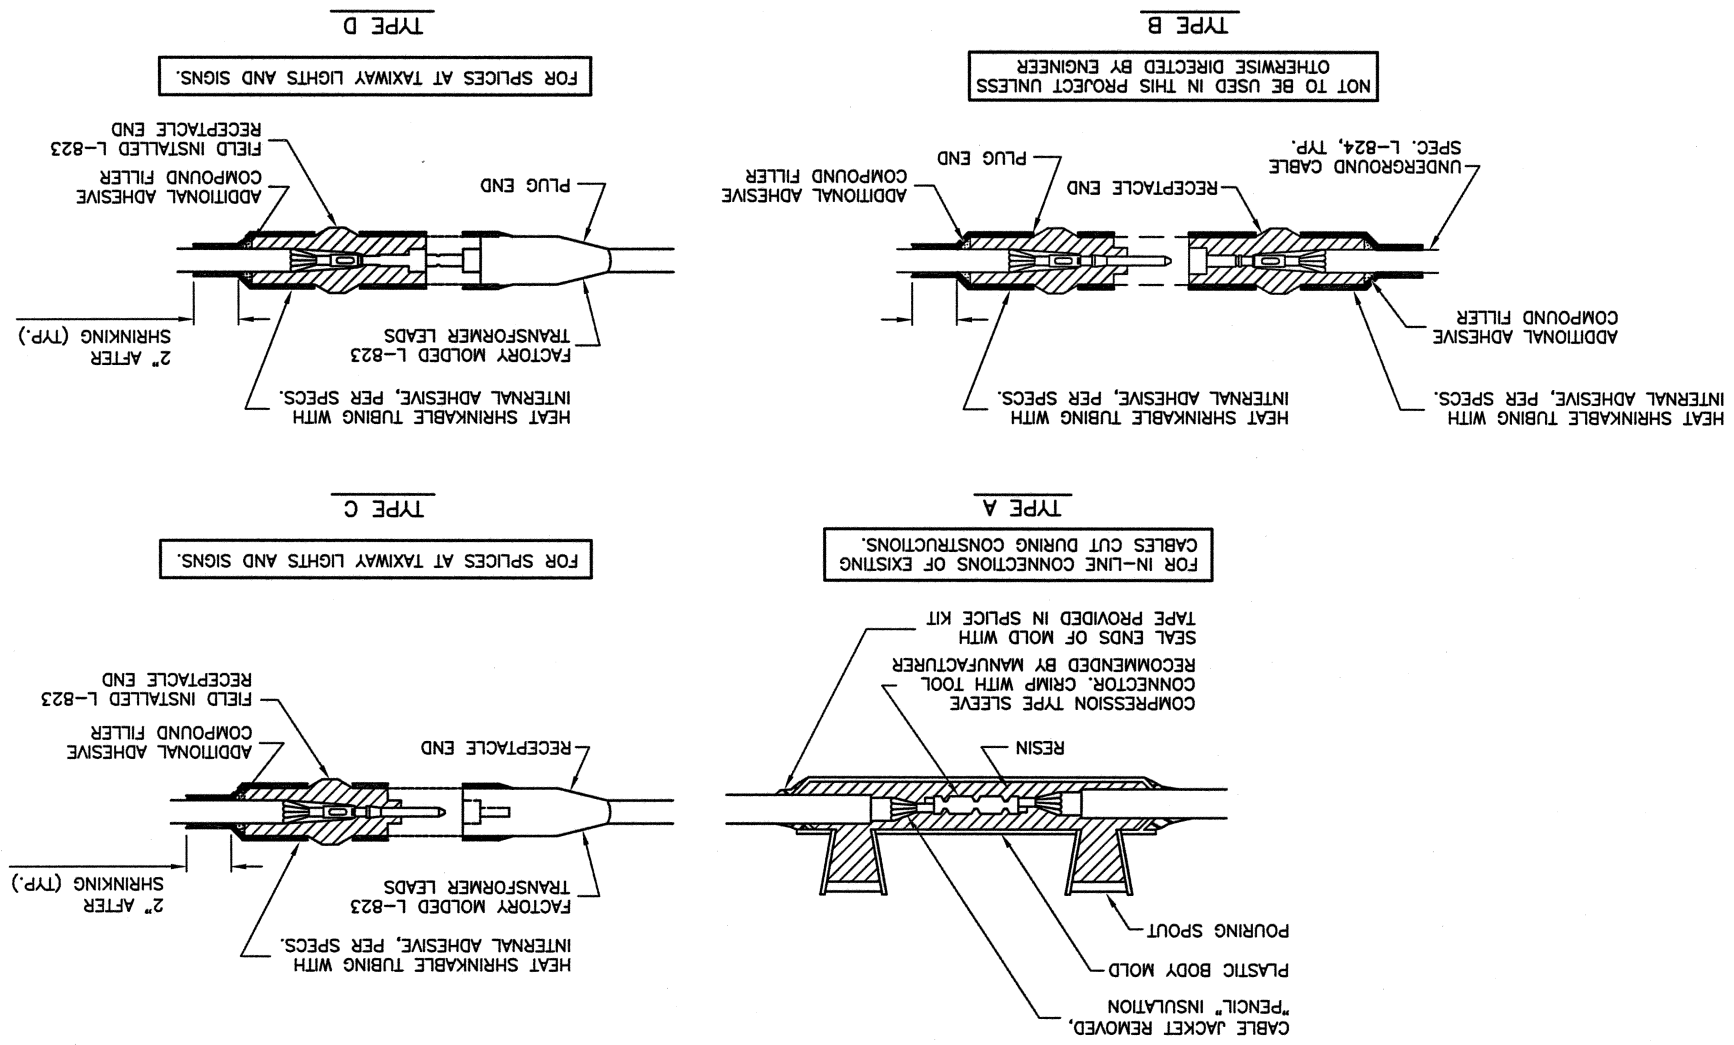 CABLE JACKET REMOVED,
"PENCIL" INSULATION
PLASTIC BODY MOLD
POURING SPOUT
RESIN
COMPRESSION TYPE SLEEVE
CONNECTOR. CRIMP WITH TOOL
RECOMMENDED BY MANUFACTURER
SEAL ENDS OF MOLD WITH
TAPE PROVIDED IN SPLICE KIT
FOR IN-LINE CONNECTIONS OF EXISTING
CABLES CUT DURING CONSTRUCTIONS.
TYPE A
HEAT SHRINKABLE TUBING WITH
INTERNAL ADHESIVE, PER SPECS.
FACTORY MOLDED L-823
TRANSFORMER LEADS
2" AFTER
SHRINKING (TYP.)
RECEPTACLE END
ADDITIONAL ADHESIVE
COMPOUND FILLER
FIELD INSTALLED L-823
RECEPTACLE END
FOR SPLICES AT TAXIWAY LIGHTS AND SIGNS.
TYPE C
HEAT SHRINKABLE TUBING WITH
INTERNAL ADHESIVE, PER SPECS.
HEAT SHRINKABLE TUBING WITH
INTERNAL ADHESIVE, PER SPECS.
ADDITIONAL ADHESIVE
COMPOUND FILLER
RECEPTACLE END
PLUG END
ADDITIONAL ADHESIVE
COMPOUND FILLER
UNDERGROUND CABLE
SPEC. L-824, TYP.
NOT TO BE USED IN THIS PROJECT UNLESS
OTHERWISE DIRECTED BY ENGINEER
TYPE B
HEAT SHRINKABLE TUBING WITH
INTERNAL ADHESIVE, PER SPECS.
FACTORY MOLDED L-823
TRANSFORMER LEADS
2" AFTER
SHRINKING (TYP.)
PLUG END
ADDITIONAL ADHESIVE
COMPOUND FILLER
FIELD INSTALLED L-823
RECEPTACLE END
FOR SPLICES AT TAXIWAY LIGHTS AND SIGNS.
TYPE D